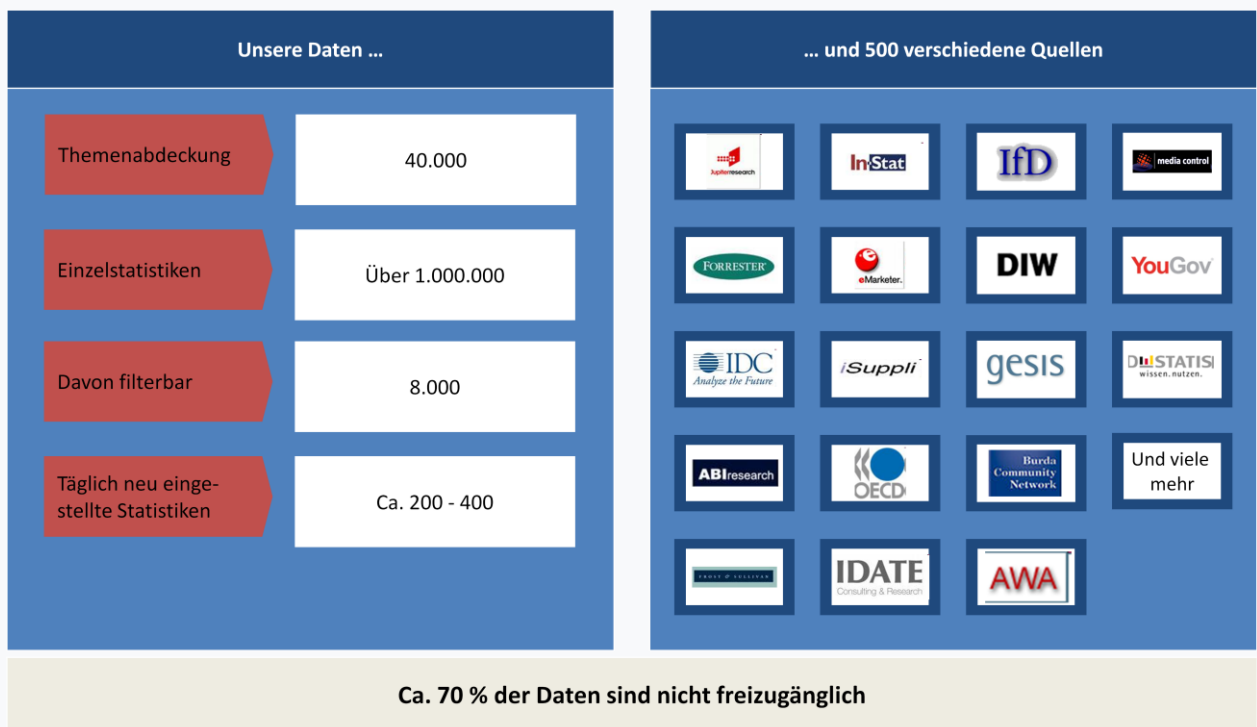 Unsere Daten ...
Themenabdeckung
40.000
Einzelstatistiken
Über 1.000.000
Davon filterbar
8.000
Täglich neu einge-
stellte Statistiken
Ca. 200 - 400
... und 500 verschiedene Quellen
Jupiterresearch
In-Stat
IfD
media control
FORRESTER
eMarketer.
DIW
YouGov
IDC
Analyze the Future
iSuppli
gesis
DESTATIS
wissen.nutzen.
ABIresearch
OECD
Burda
Community
Network
Und viele
mehr
FROST & SULLIVAN
IDATE
Consulting & Research
AWA
Ca. 70 % der Daten sind nicht freizugänglich